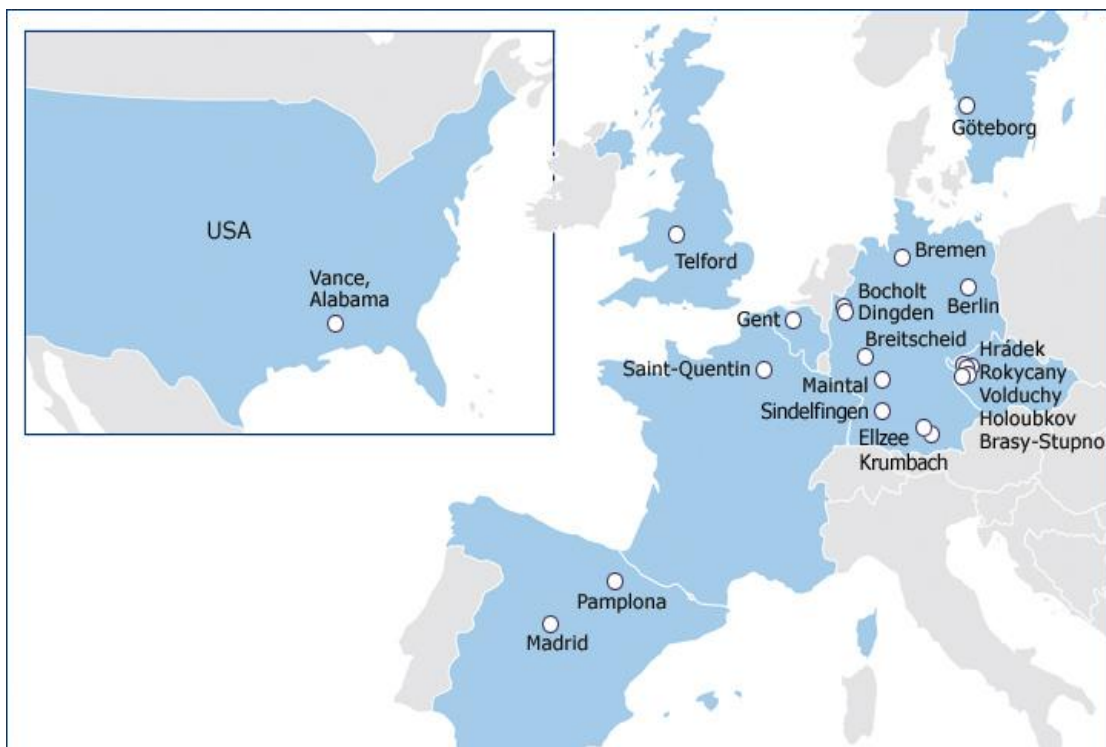 USA
Vance,
Alabama
Göteborg
Telford
Bremen
Berlin
Bocholt
Dingden
Gent
Breitscheid
Saint-Quentin
Maintal
Sindelfingen
Ellzee
Krumbach
Hrádek
Rokycany
Volduchy
Holoubkov
Brasy-Stupno
Pamplona
Madrid